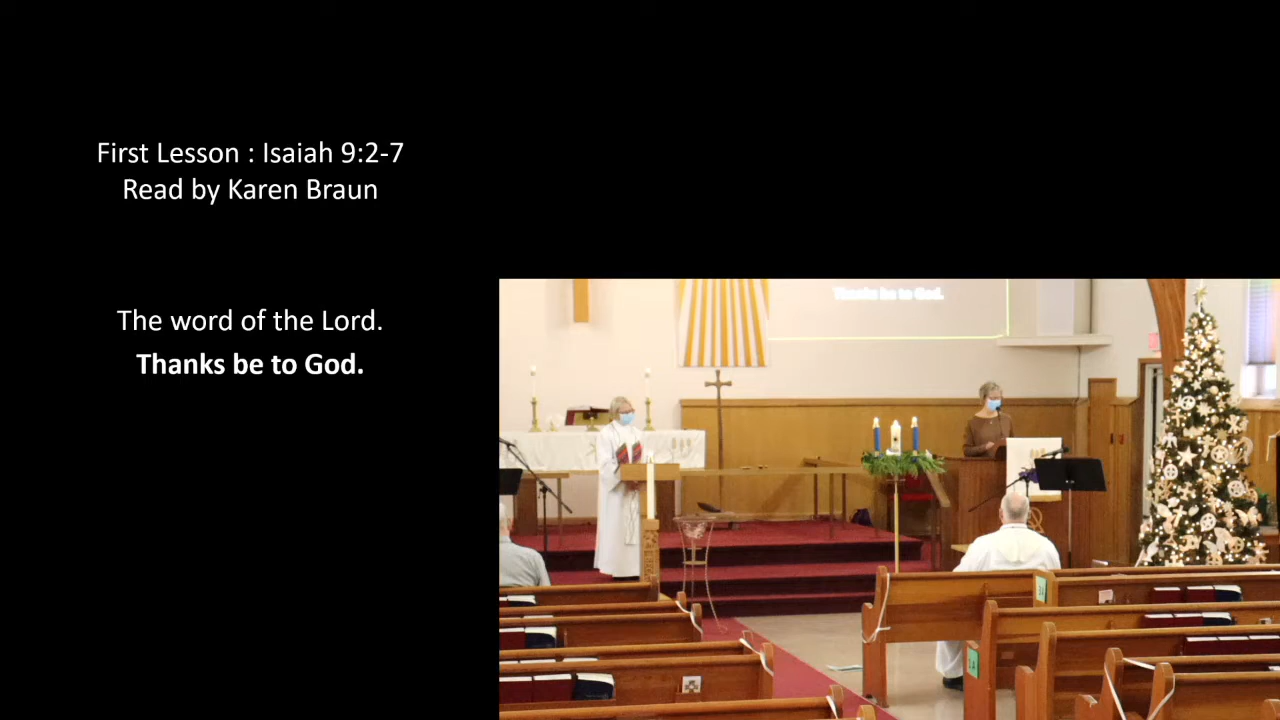 First Lesson : Isaiah 9:2-7
Read by Karen Braun
The word of the Lord.
Thanks be to God.
Thanks be to God.